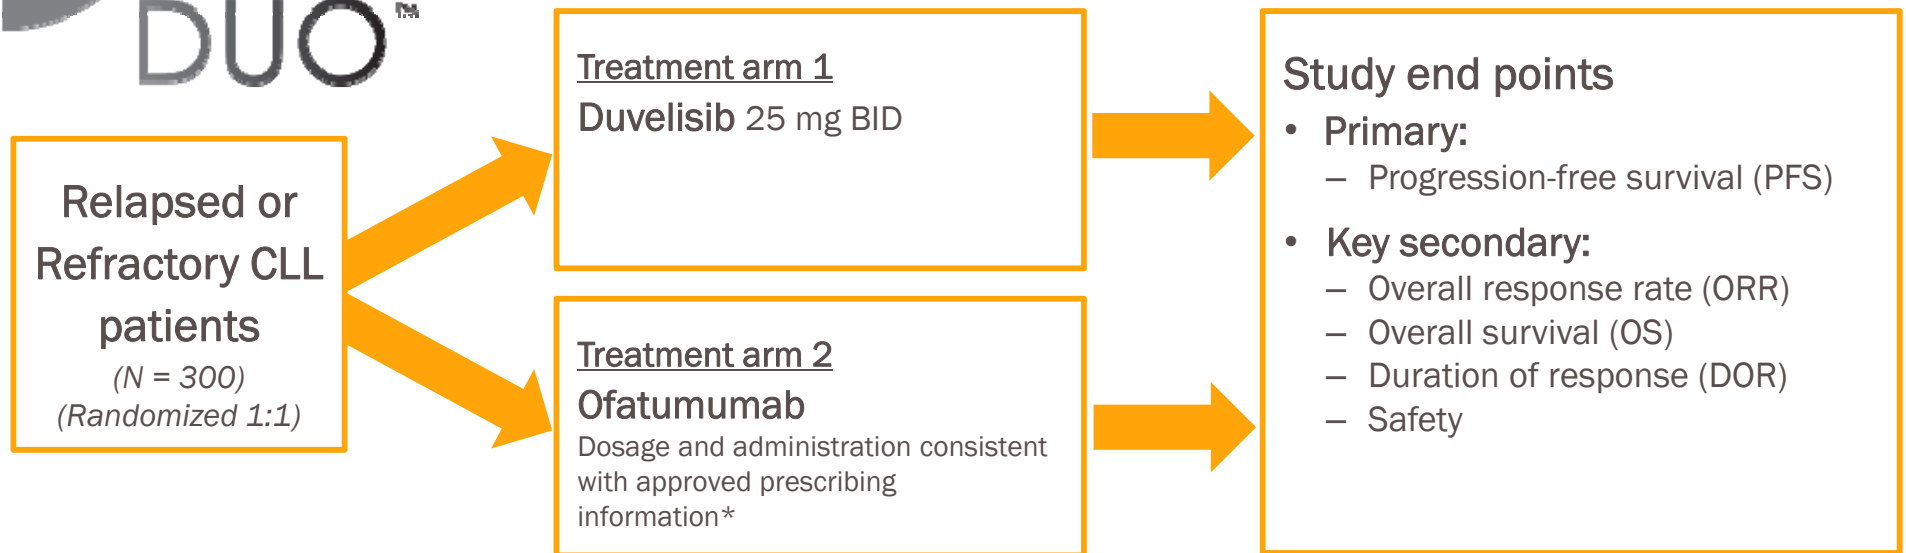 DUO™
Relapsed or
Refractory CLL
patients
(N = 300)
(Randomized 1:1)
Treatment arm 1
Duvelisib 25 mg BID
Treatment arm 2
Ofatumumab
Dosage and administration consistent
with approved prescribing
information*
Study end points
• Primary:
– Progression-free survival (PFS)
• Key secondary:
– Overall response rate (ORR)
– Overall survival (OS)
– Duration of response (DOR)
– Safety